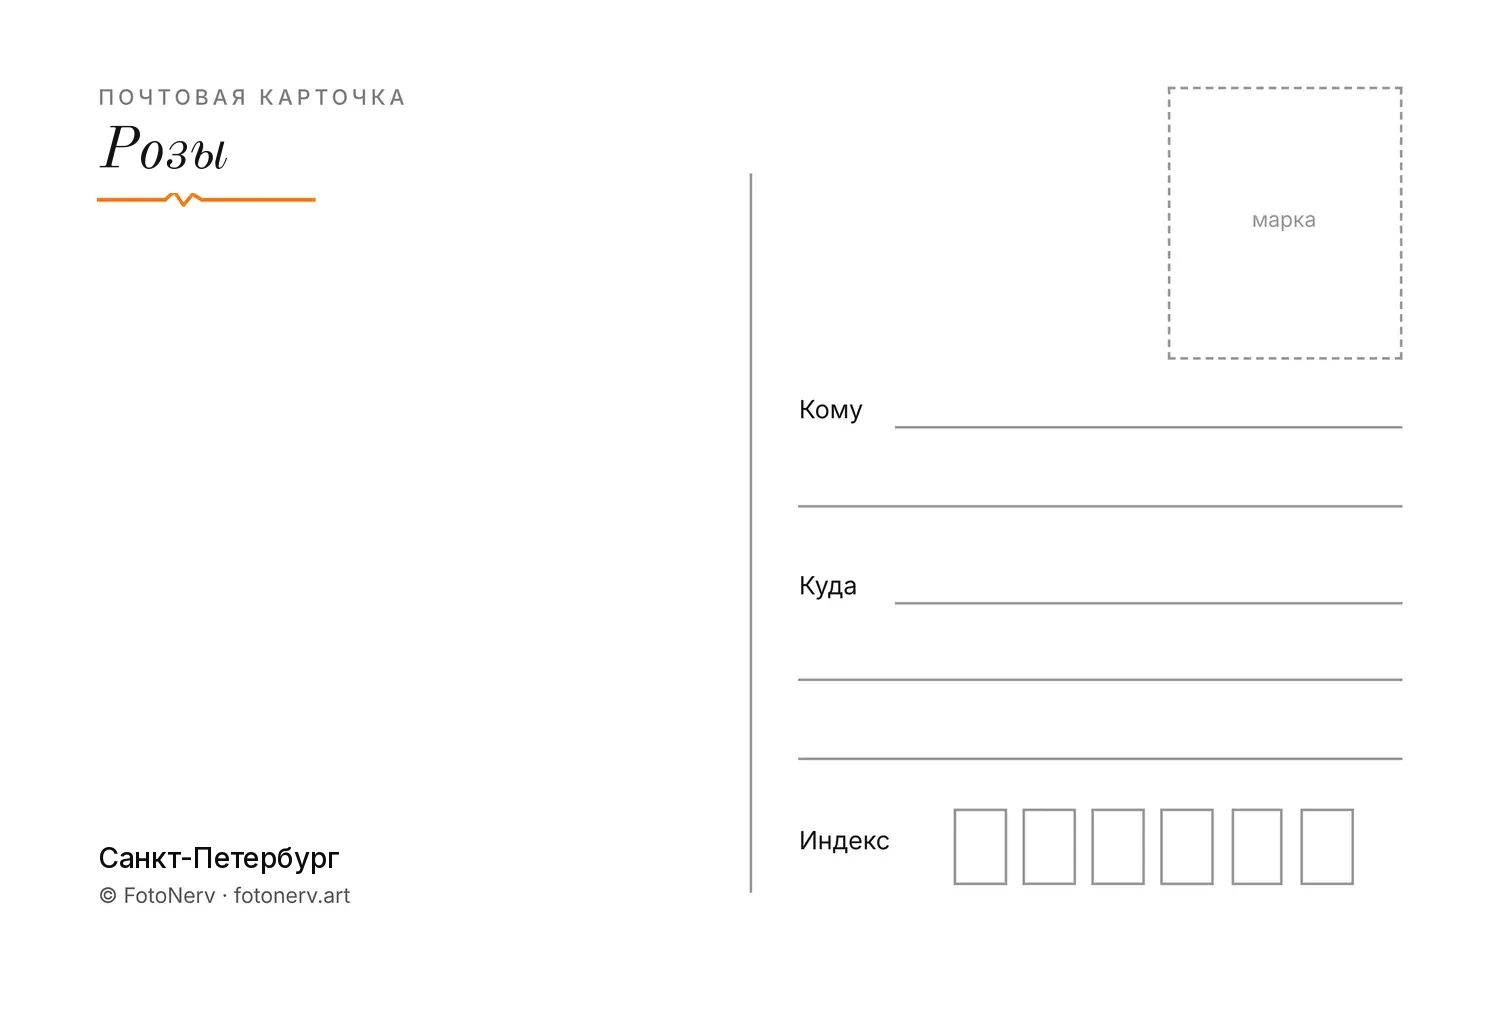 ПОЧТОВАЯ КАРТОЧКА
Розы
марка
Кому
Куда
Индекс
Санкт-Петербург
© FotoNerv · fotonerv.art